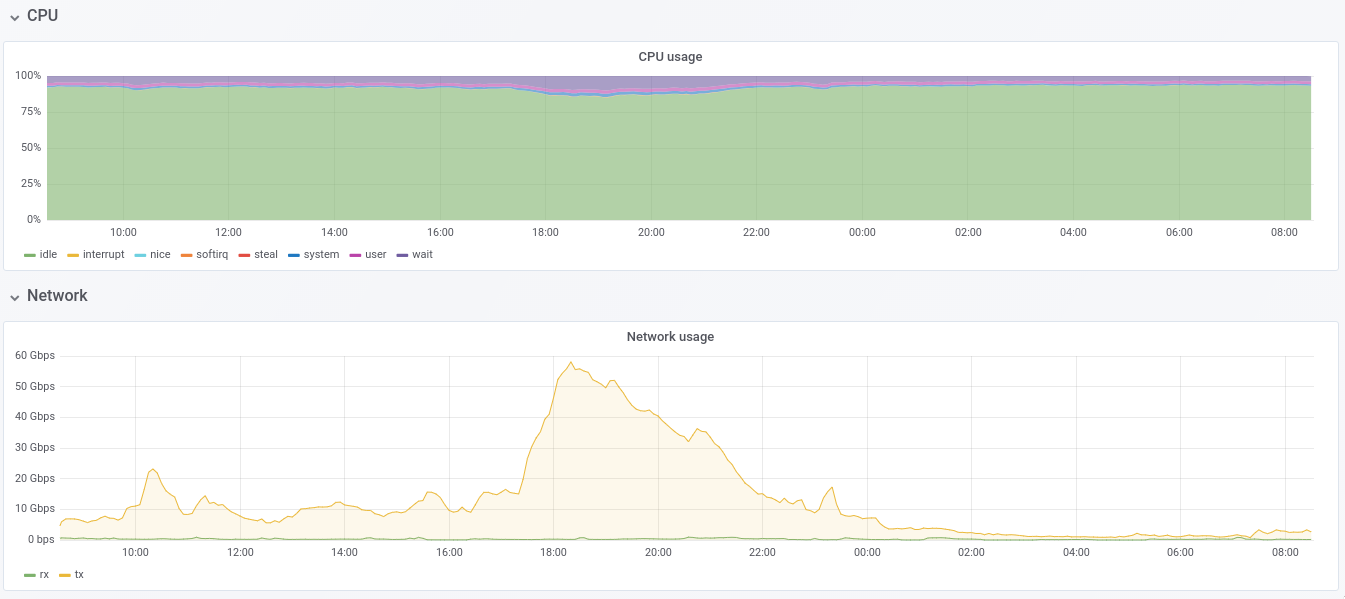 CPU
CPU usage
100%
75%
50%
25%
0%
10:00 12:00 14:00 16:00 18:00 20:00 22:00 00:00 02:00 04:00 06:00 08:00
idle interrupt nice softirq steal system user wait
Network
Network usage
60 Gbps
50 Gbps
40 Gbps
30 Gbps
20 Gbps
10 Gbps
0 bps
10:00 12:00 14:00 16:00 18:00 20:00 22:00 00:00 02:00 04:00 06:00 08:00
rx tx